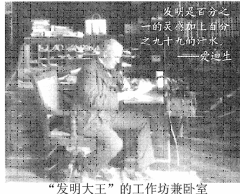 发明是百分之
一的灵感加上百分
之九十九的汗水。
——爱迪生
“发明大王”的工作坊兼卧室